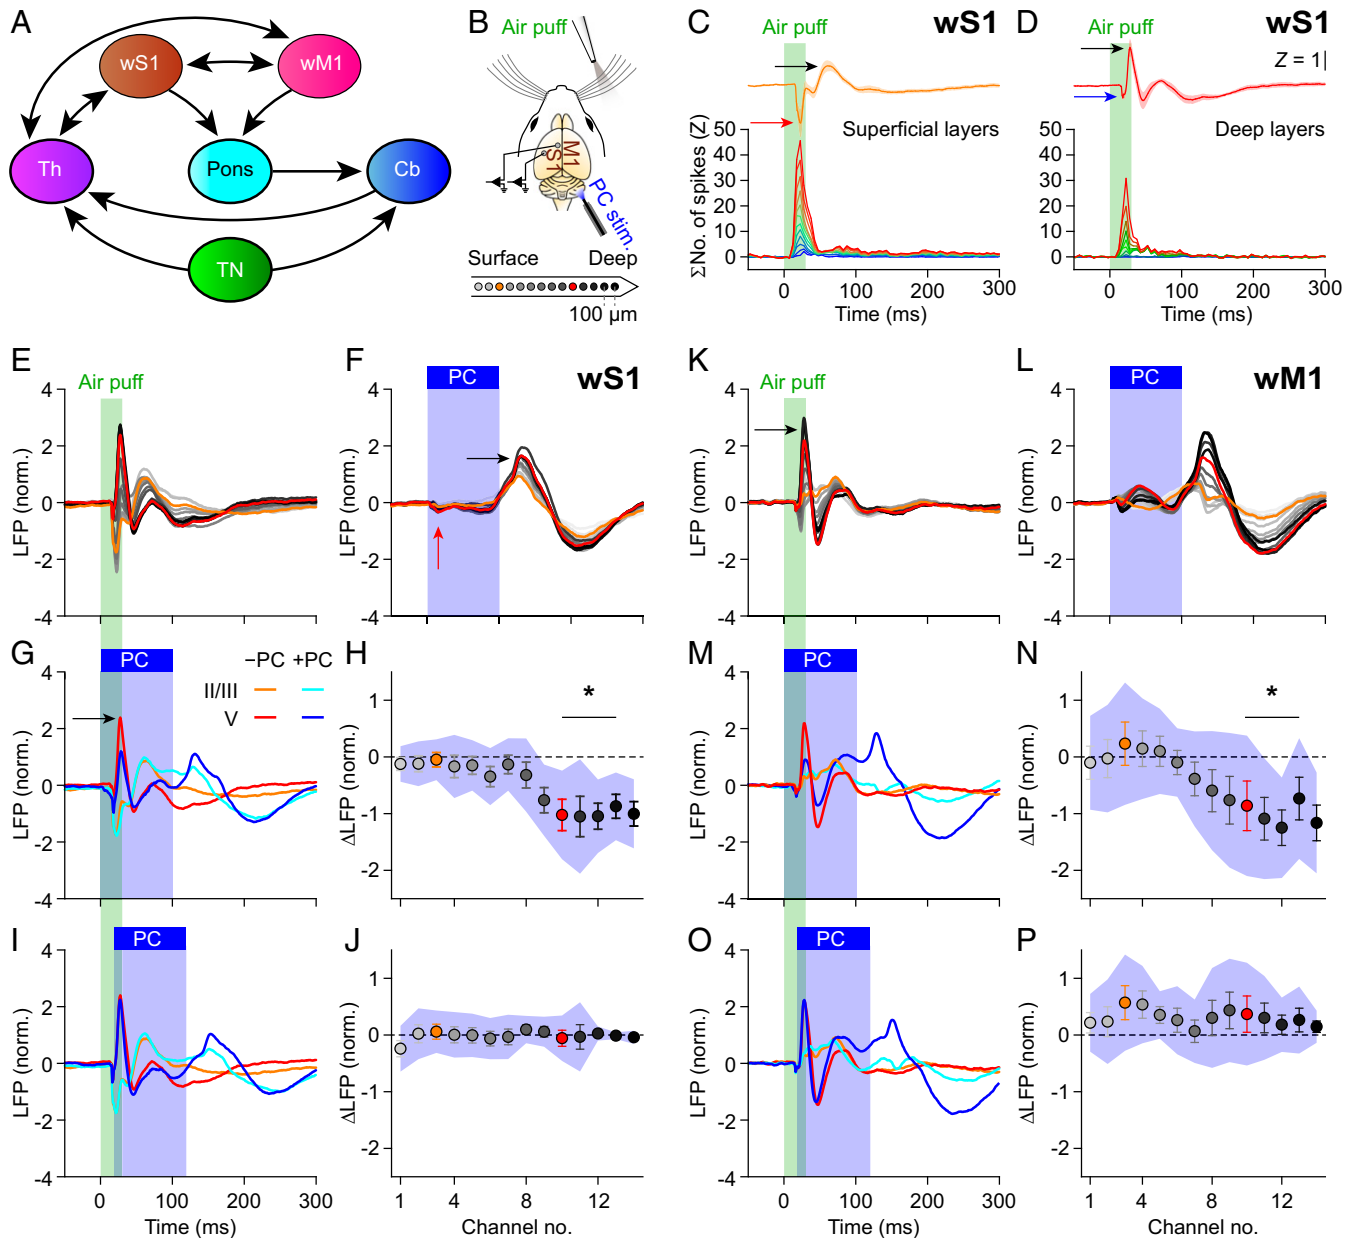 A
wS1
wM1
Th
Pons
Cb
TN
B
Air puff
M1
S1
PC stim.
Surface
Deep
100 µm
C
wS1
Air puff
Superficial layers
ΣNo. of spikes (Z)
50
40
30
20
10
0
0
100
200
300
Time (ms)
D
wS1
Z = 1
Deep layers
50
40
30
20
10
0
0
100
200
300
Time (ms)
E
Air puff
LFP (norm.)
4
2
0
-2
-4
F
PC
wS1
4
2
0
-2
-4
LFP (norm.)
K
Air puff
LFP (norm.)
4
2
0
-2
-4
L
PC
wM1
LFP (norm.)
4
2
0
-2
-4
G
PC
−PC +PC
II/III
V
LFP (norm.)
4
2
0
-2
-4
H
*
ΔLFP (norm.)
1
0
-1
-2
M
PC
LFP (norm.)
4
2
0
-2
-4
N
*
ΔLFP (norm.)
1
0
-1
-2
I
PC
LFP (norm.)
4
2
0
-2
-4
0
100
200
300
Time (ms)
J
ΔLFP (norm.)
1
0
-1
-2
1
4
8
12
Channel no.
O
PC
LFP (norm.)
4
2
0
-2
-4
0
100
200
300
Time (ms)
P
ΔLFP (norm.)
1
0
-1
-2
1
4
8
12
Channel no.